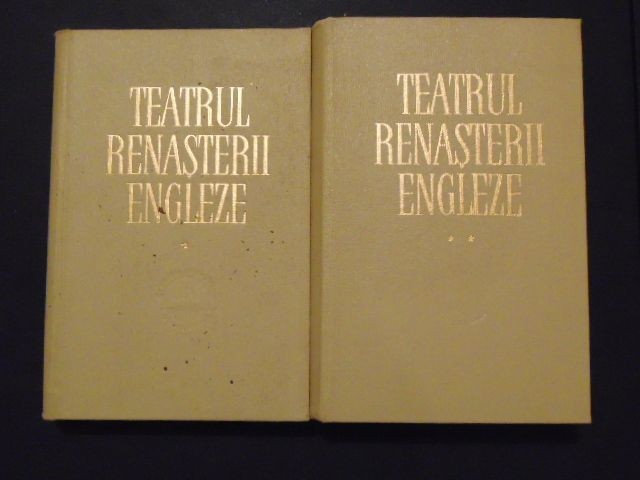 TEATRUL
RENAȘTERII
ENGLEZE
*
TEATRUL
RENAȘTERII
ENGLEZE
* *